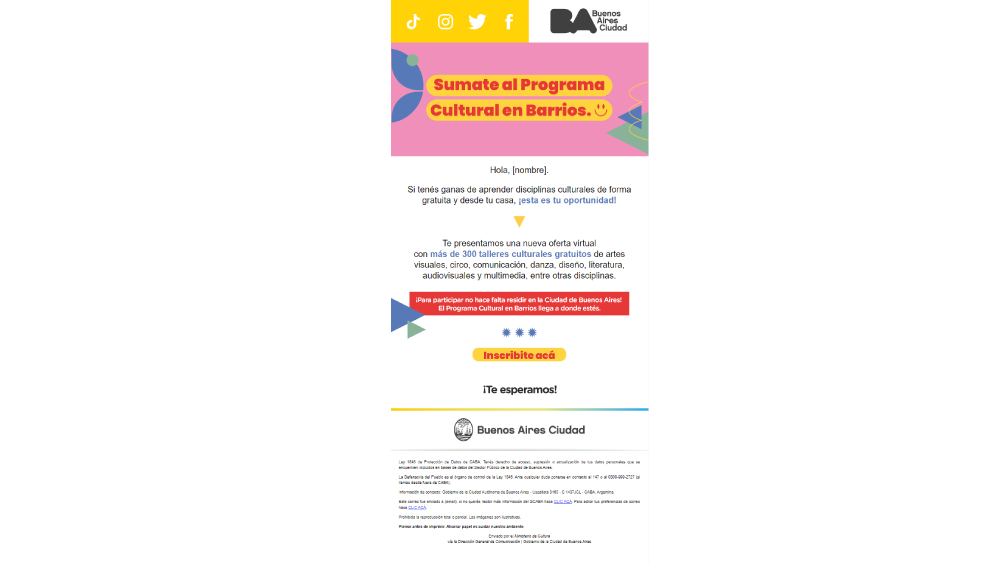 BA Buenos
Aires
Ciudad
Sumate al Programa
Cultural en Barrios.
Hola, [nombre].
Si tenés ganas de aprender disciplinas culturales de forma
gratuita y desde tu casa, ¡esta es tu oportunidad!
Te presentamos una nueva oferta virtual
con más de 300 talleres culturales gratuitos de artes
visuales, circo, comunicación, danza, diseño, literatura,
audiovisuales y multimedia, entre otras disciplinas.
¡Para participar no hace falta residir en la Ciudad de Buenos Aires!
El Programa Cultural en Barrios llega a donde estés.
Inscribite acá
¡Te esperamos!
Buenos Aires Ciudad
Ley 1845 de Protección de Datos de CABA: Tenés derecho de acceso, supresión o actualización de tus datos personales que se
encuentren incluidos en bases de datos del Sector Público de la Ciudad de Buenos Aires
La Defensoría del Pueblo es el órgano de control de la Ley 1845. Ante cualquier duda ponerse en contacto al 147 o al 0800-999-2727 (si
llamás desde fuera de CABA).
Información de contacto: Gobierno de la Ciudad Autónoma de Buenos Aires - Uspallata 3160 - C CABA, Argentina
Este correo fue enviado a {email}, si no querés recibir más información del GCABA hacé CLIC ACÁ. Para editar tus preferencias de correo
hacé CLIC ACÁ.
Prohibida la reproducción total o parcial. Las imágenes son ilustrativas.
Piense antes de imprimir. Ahorrar papel es cuidar nuestro ambiente
Enviado por el Ministerio de Cultura
vía la Dirección General de Comunicación | Gobierno de la Ciudad de Buenos Aires